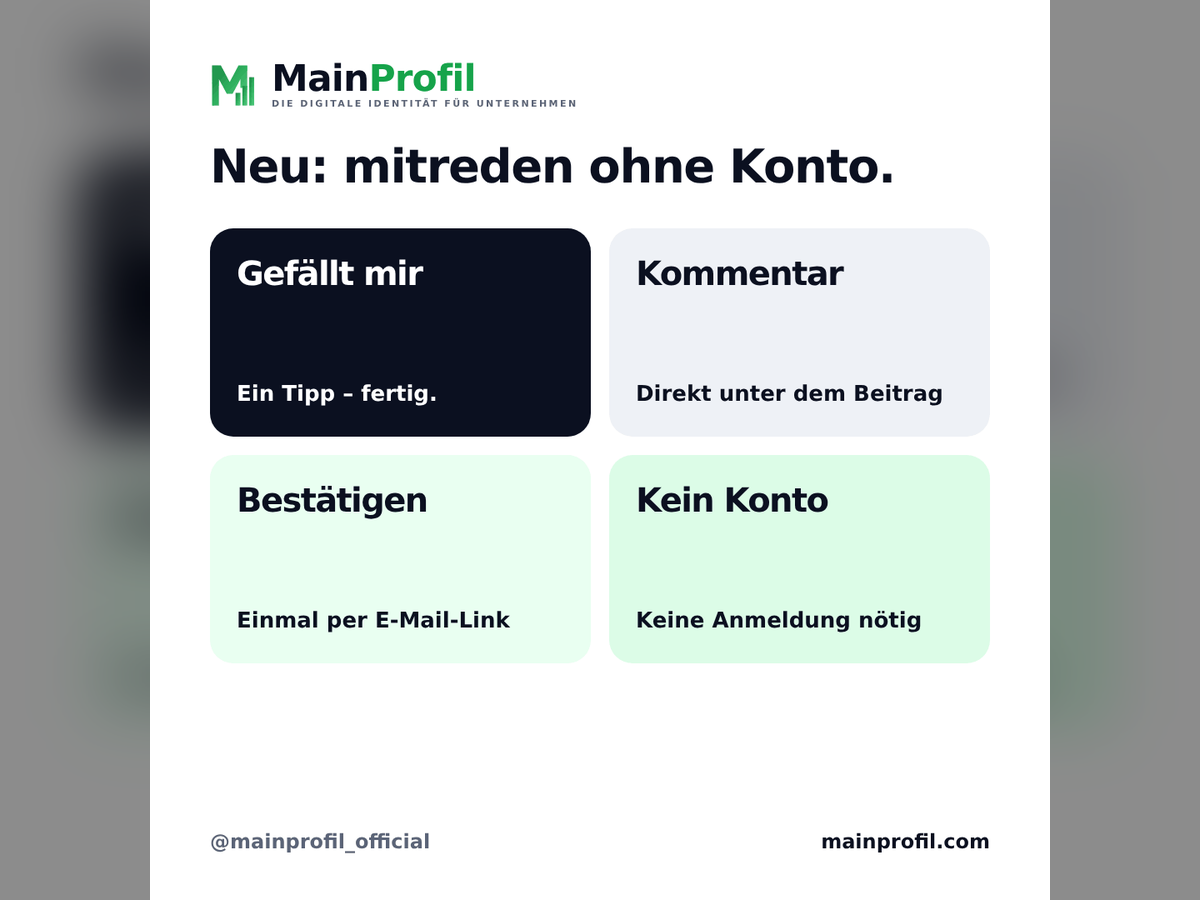 MainProfil
DIE DIGITALE IDENTITÄT FÜR UNTERNEHMEN
Neu: mitreden ohne Konto.
Gefällt mir
Ein Tipp – fertig.
Kommentar
Direkt unter dem Beitrag
Bestätigen
Einmal per E-Mail-Link
Kein Konto
Keine Anmeldung nötig
@mainprofil_official
mainprofil.com